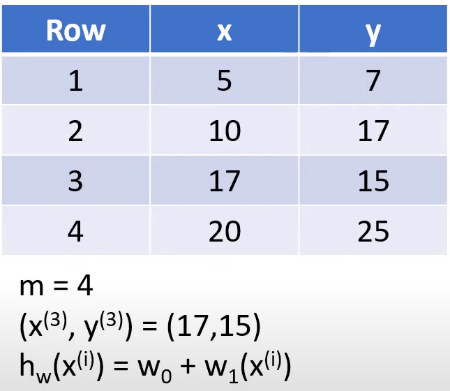 Row x y
1 5 7
2 10 17
3 17 15
4 20 25
m = 4
(x⁽³⁾, y⁽³⁾) = (17,15)
h_w(x⁽ⁱ⁾) = w₀ + w₁(x⁽ⁱ⁾)